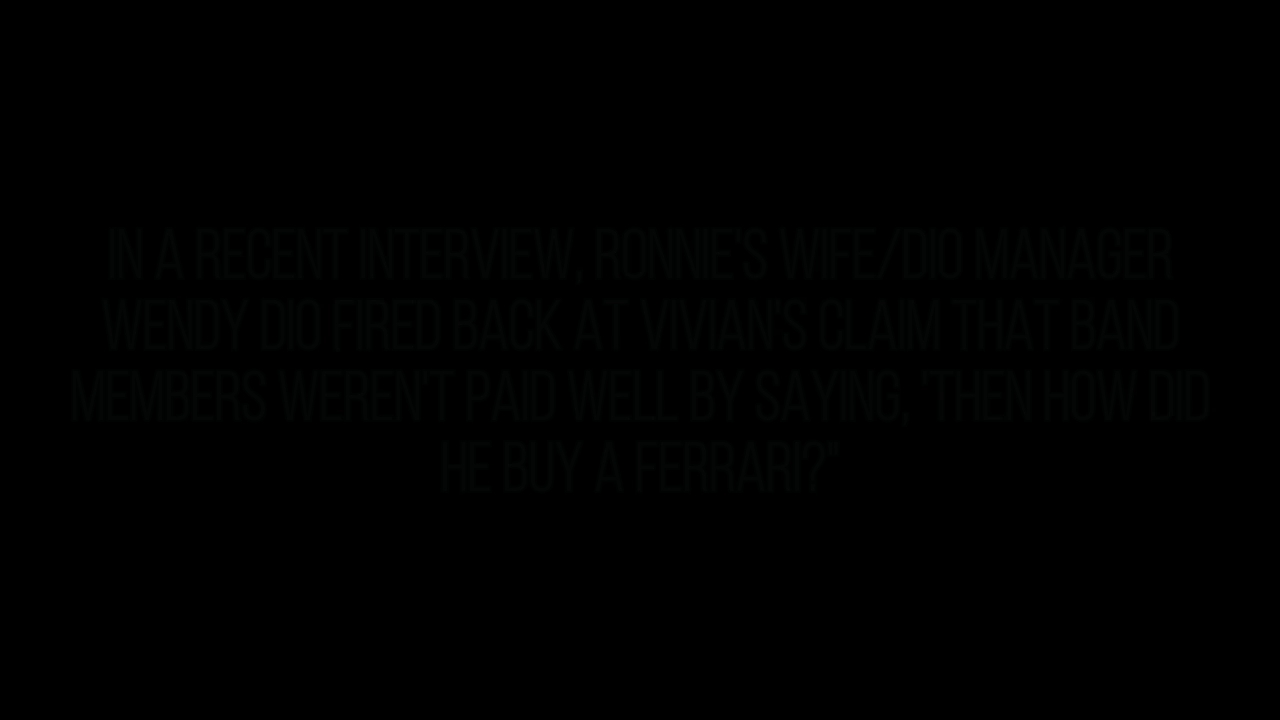 IN A RECENT INTERVIEW, RONNIE'S WIFE/DIO MANAGER
WENDY DIO FIRED BACK AT VIVIAN'S CLAIM THAT BAND
MEMBERS WEREN'T PAID WELL BY SAYING, "THEN HOW DID
HE BUY A FERRARI?"